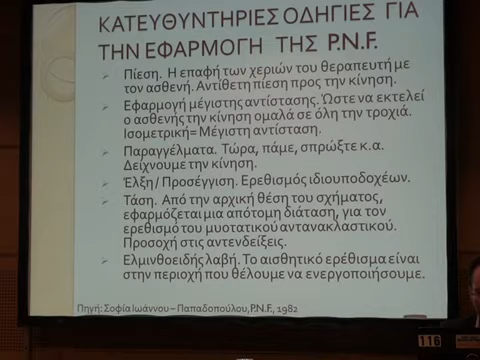 ΚΑΤΕΥΘΥΝΤΗΡΙΕΣ ΟΔΗΓΙΕΣ ΓΙΑ
ΤΗΝ ΕΦΑΡΜΟΓΗ ΤΗΣ P.N.F.
Πίεση. Η επαφή των χεριών του θεραπευτή με
τον ασθενή. Αντίθετη πίεση προς την κίνηση.
Εφαρμογή μέγιστης αντίστασης. Ώστε να εκτελεί
ο ασθενής την κίνηση ομαλά σε όλη την τροχιά.
Ισομετρική= Μέγιστη αντίσταση.
Παραγγέλματα. Τώρα, πάμε, σπρώξτε κ.α.
Δείχνουμε την κίνηση.
Έλξη / Προσέγγιση. Ερεθισμός ιδιουποδοχέων.
Τάση. Από την αρχική θέση του σχήματος,
εφαρμόζεται μια απότομη διάταση, για τον
ερεθισμό του μυοτατικού αντανακλαστικού.
Προσοχή στις αντενδείξεις.
Ελμινθοειδής λαβή. Το αισθητικό ερέθισμα είναι
στην περιοχή που θέλουμε να ενεργοποιήσουμε.
Πηγή: Σοφία Ιωάννου – Παπαδοπούλου, P.N.F., 1982
116